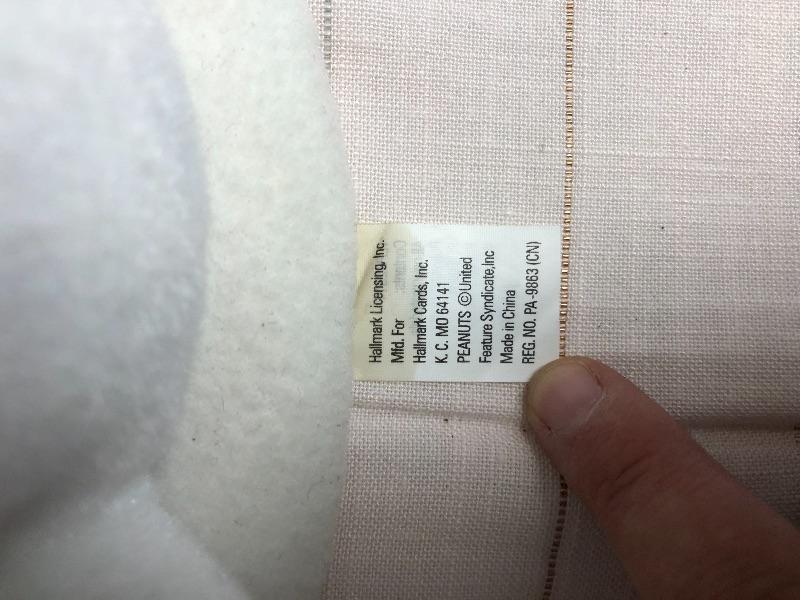 Hallmark Licensing, Inc.
Mfd. For
Hallmark Cards, Inc.
K. C. MO 64141
PEANUTS ©United
Feature Syndicate,Inc
Made in China
REG. NO. PA-9863 (CN)